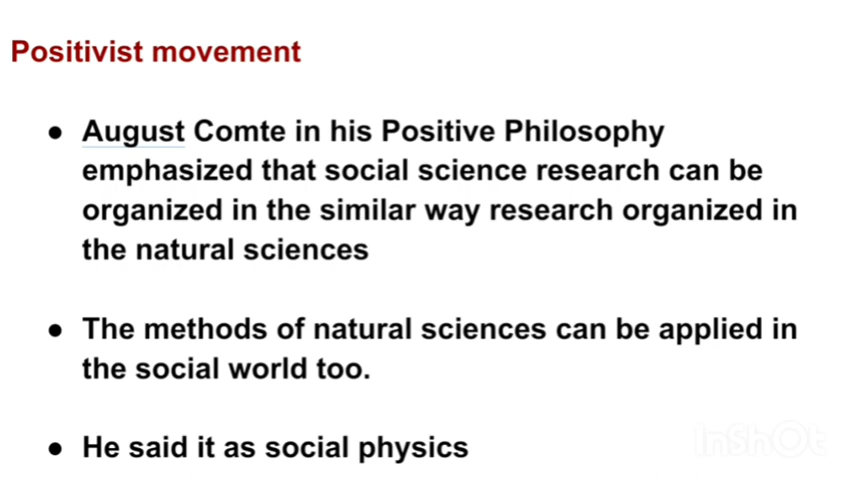 Positivist movement
● August Comte in his Positive Philosophy
emphasized that social science research can be
organized in the similar way research organized in
the natural sciences
● The methods of natural sciences can be applied in
the social world too.
● He said it as social physics
InShOt